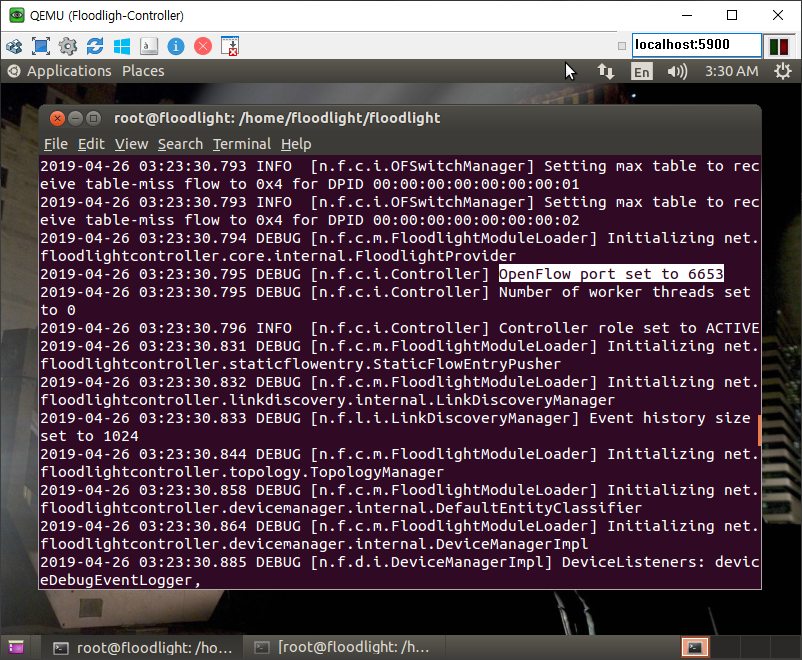 QEMU (Floodligh-Controller)
localhost:5900
Applications Places
En
3:30 AM
root@floodlight: /home/floodlight/floodlight
File Edit View Search Terminal Help
2019-04-26 03:23:30.793 INFO  [n.f.c.i.OFSwitchManager] Setting max table to rec
eive table-miss flow to 0x4 for DPID 00:00:00:00:00:00:00:01
2019-04-26 03:23:30.793 INFO  [n.f.c.i.OFSwitchManager] Setting max table to rec
eive table-miss flow to 0x4 for DPID 00:00:00:00:00:00:00:02
2019-04-26 03:23:30.794 DEBUG [n.f.c.m.FloodlightModuleLoader] Initializing net.
floodlightcontroller.core.internal.FloodlightProvider
2019-04-26 03:23:30.795 DEBUG [n.f.c.i.Controller] OpenFlow port set to 6653
2019-04-26 03:23:30.795 DEBUG [n.f.c.i.Controller] Number of worker threads set
to 0
2019-04-26 03:23:30.796 INFO  [n.f.c.i.Controller] Controller role set to ACTIVE
2019-04-26 03:23:30.831 DEBUG [n.f.c.m.FloodlightModuleLoader] Initializing net.
floodlightcontroller.staticflowentry.StaticFlowEntryPusher
2019-04-26 03:23:30.832 DEBUG [n.f.c.m.FloodlightModuleLoader] Initializing net.
floodlightcontroller.linkdiscovery.internal.LinkDiscoveryManager
2019-04-26 03:23:30.833 DEBUG [n.f.l.i.LinkDiscoveryManager] Event history size
set to 1024
2019-04-26 03:23:30.844 DEBUG [n.f.c.m.FloodlightModuleLoader] Initializing net.
floodlightcontroller.topology.TopologyManager
2019-04-26 03:23:30.858 DEBUG [n.f.c.m.FloodlightModuleLoader] Initializing net.
floodlightcontroller.devicemanager.internal.DefaultEntityClassifier
2019-04-26 03:23:30.864 DEBUG [n.f.c.m.FloodlightModuleLoader] Initializing net.
floodlightcontroller.devicemanager.internal.DeviceManagerImpl
2019-04-26 03:23:30.885 DEBUG [n.f.d.i.DeviceManagerImpl] DeviceListeners: devic
eDebugEventLogger,
root@floodlight: /ho...
[root@floodlight: /h...